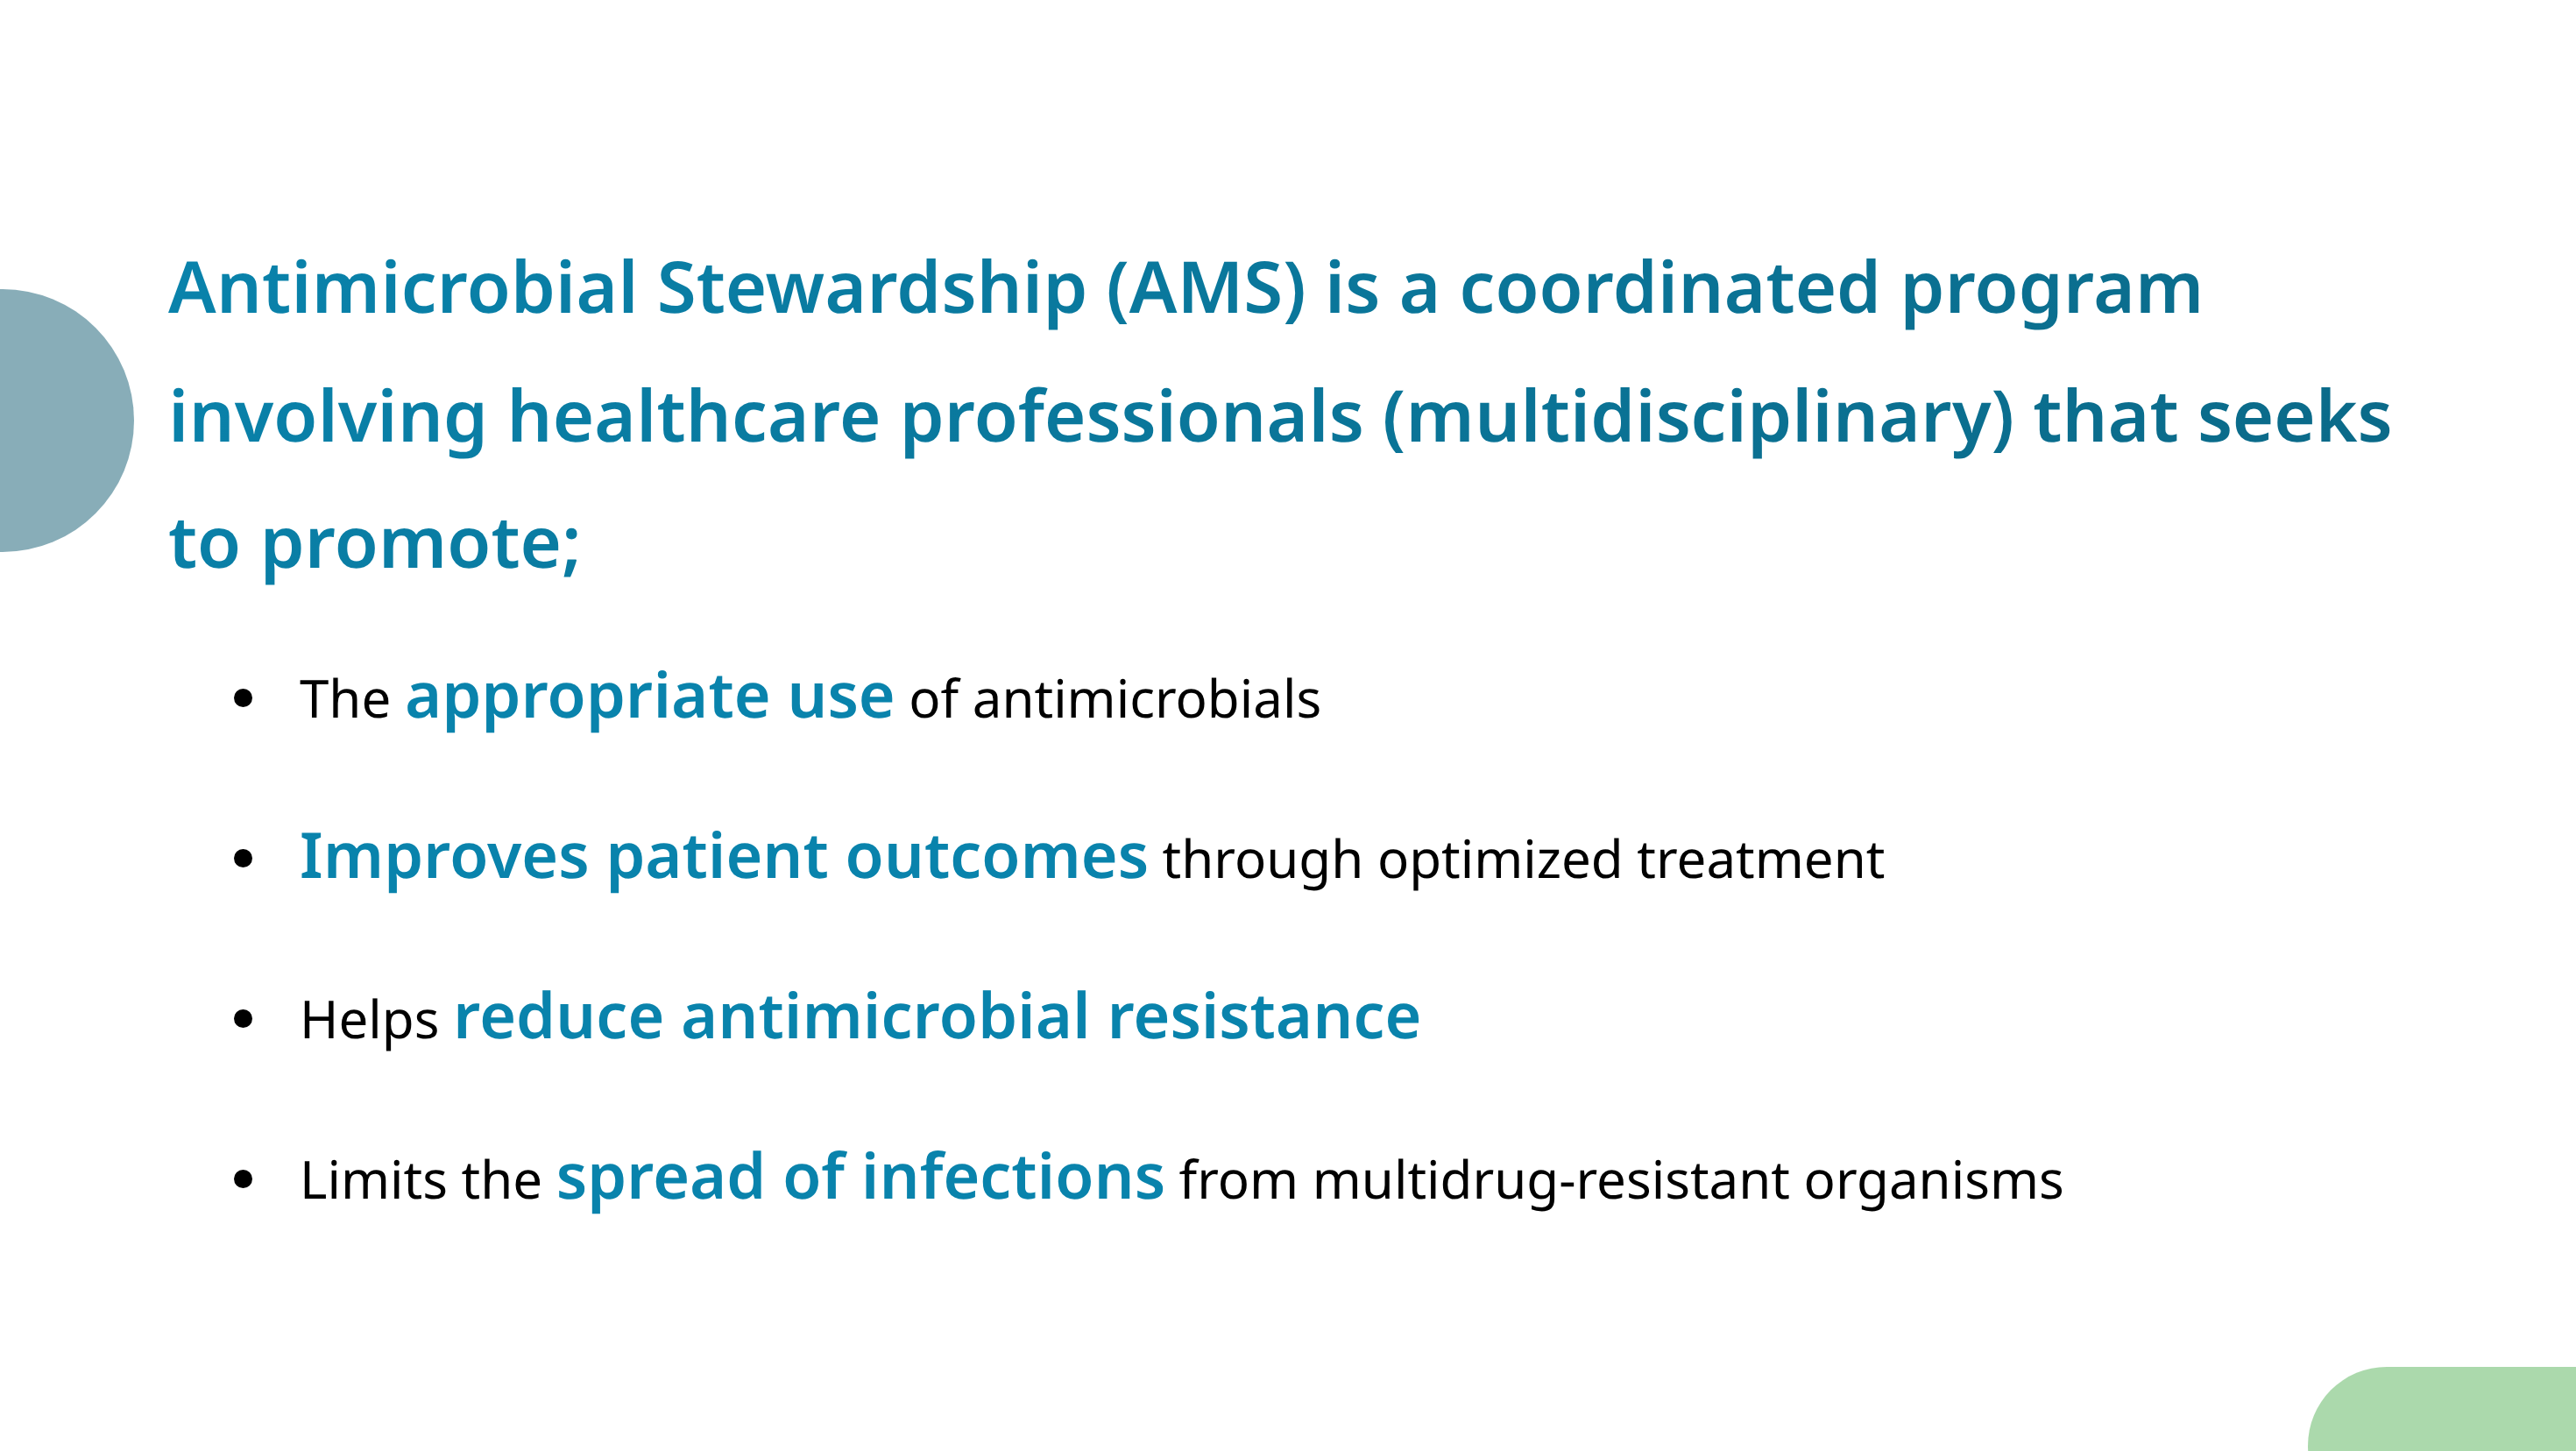 Antimicrobial Stewardship (AMS) is a coordinated program
involving healthcare professionals (multidisciplinary) that seeks
to promote;
• The appropriate use of antimicrobials
• Improves patient outcomes through optimized treatment
• Helps reduce antimicrobial resistance
• Limits the spread of infections from multidrug-resistant organisms